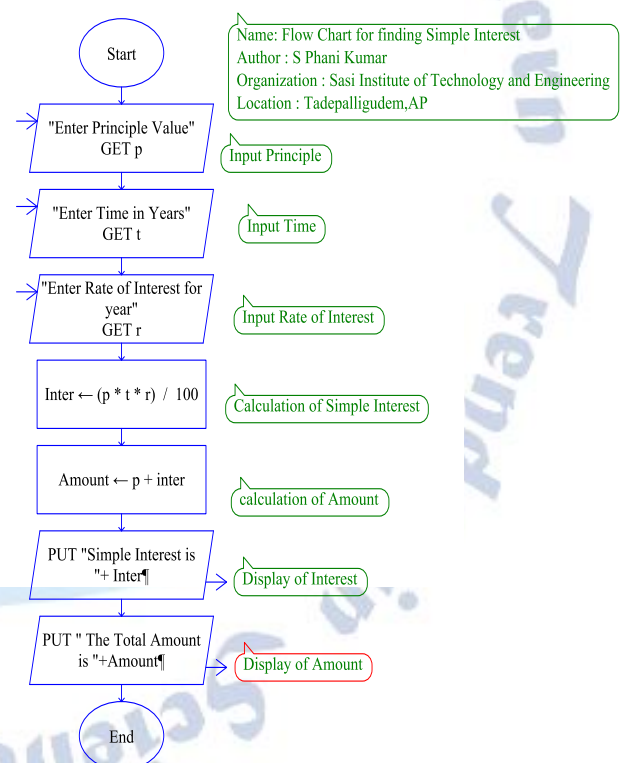 Start
Name: Flow Chart for finding Simple Interest
Author : S Phani Kumar
Organization : Sasi Institute of Technology and Engineering
Location : Tadepalligudem,AP
"Enter Principle Value"
GET p
Input Principle
"Enter Time in Years"
GET t
Input Time
"Enter Rate of Interest for
year"
GET r
Input Rate of Interest
Inter ← (p * t * r) / 100
Calculation of Simple Interest
Amount ← p + inter
calculation of Amount
PUT "Simple Interest is
"+ Inter¶
Display of Interest
PUT " The Total Amount
is "+Amount¶
Display of Amount
End
Trend
in